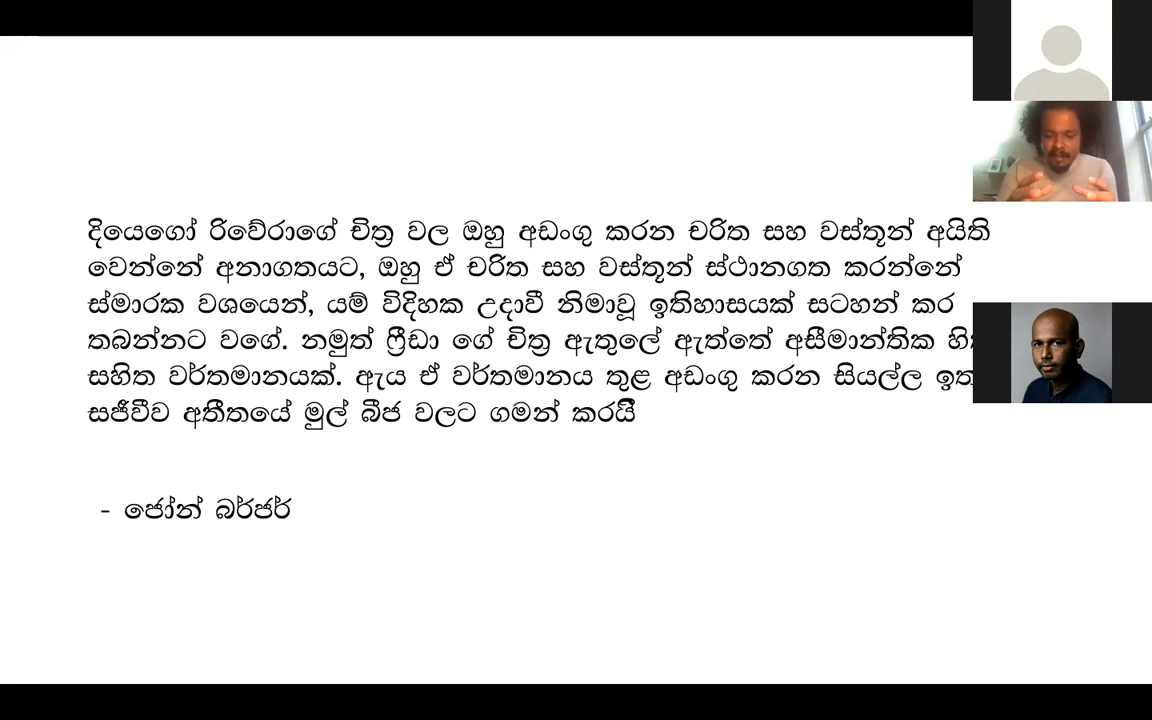 දියෙගෝ රිවේරාගේ චිත්‍ර වල ඔහු අඩංගු කරන චරිත සහ වස්තූන් අයිති
වෙන්නේ අනාගතයට, ඔහු ඒ චරිත සහ වස්තූන් ස්ථානගත කරන්නේ
ස්මාරක වශයෙන්, යම් විදිහක උදාවී නිමාවූ ඉතිහාසයක් සටහන් කර
තබන්නට වගේ. නමුත් ෆ්‍රීඩා ගේ චිත්‍ර ඇතුලේ ඇත්තේ අසීමාන්තික
සහිත වර්තමානයක්. ඇය ඒ වර්තමානය තුළ අඩංගු කරන සියල්ල
සජීවීව අතීතයේ මුල් බීජ වලට ගමන් කරයි
- ජෝන් බර්ජර්